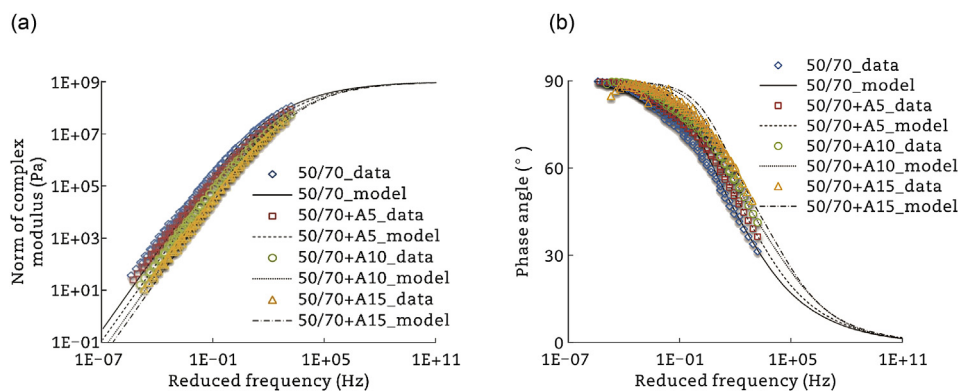 (a)
1E+09
1E+07
1E+05
1E+03
1E+01
1E-01
Norm of complex
modulus (Pa)
50/70_data
50/70_model
50/70+A5_data
50/70+A5_model
50/70+A10_data
50/70+A10_model
50/70+A15_data
50/70+A15_model
1E-07
1E-01
1E+05
1E+11
Reduced frequency (Hz)
(b)
90
60
30
0
Phase angle (°)
50/70_data
50/70_model
50/70+A5_data
50/70+A5_model
50/70+A10_data
50/70+A10_model
50/70+A15_data
50/70+A15_model
1E-07
1E-01
1E+05
1E+11
Reduced frequency (Hz)